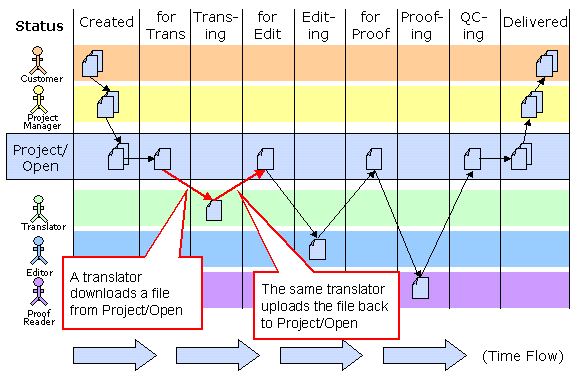 Status
Created
for
Trans
Trans-
ing
for
Edit
Edit-
ing
for
Proof
Proof-
ing
QC-
ing
Delivered
Customer
Project
Manager
Project/
Open
Translator
Editor
Proof
Reader
A translator
downloads a file
from Project/Open
The same translator
uploads the file back
to Project/Open
(Time Flow)